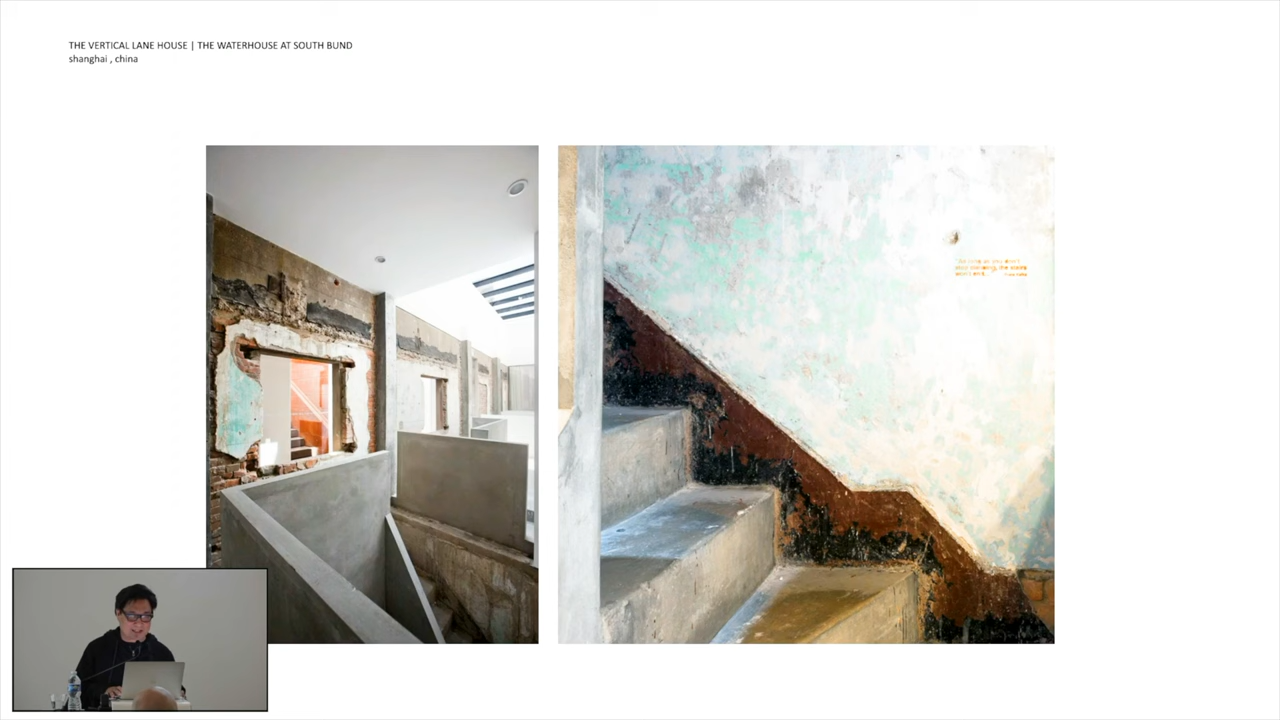 THE VERTICAL LANE HOUSE | THE WATERHOUSE AT SOUTH BUND
shanghai , china